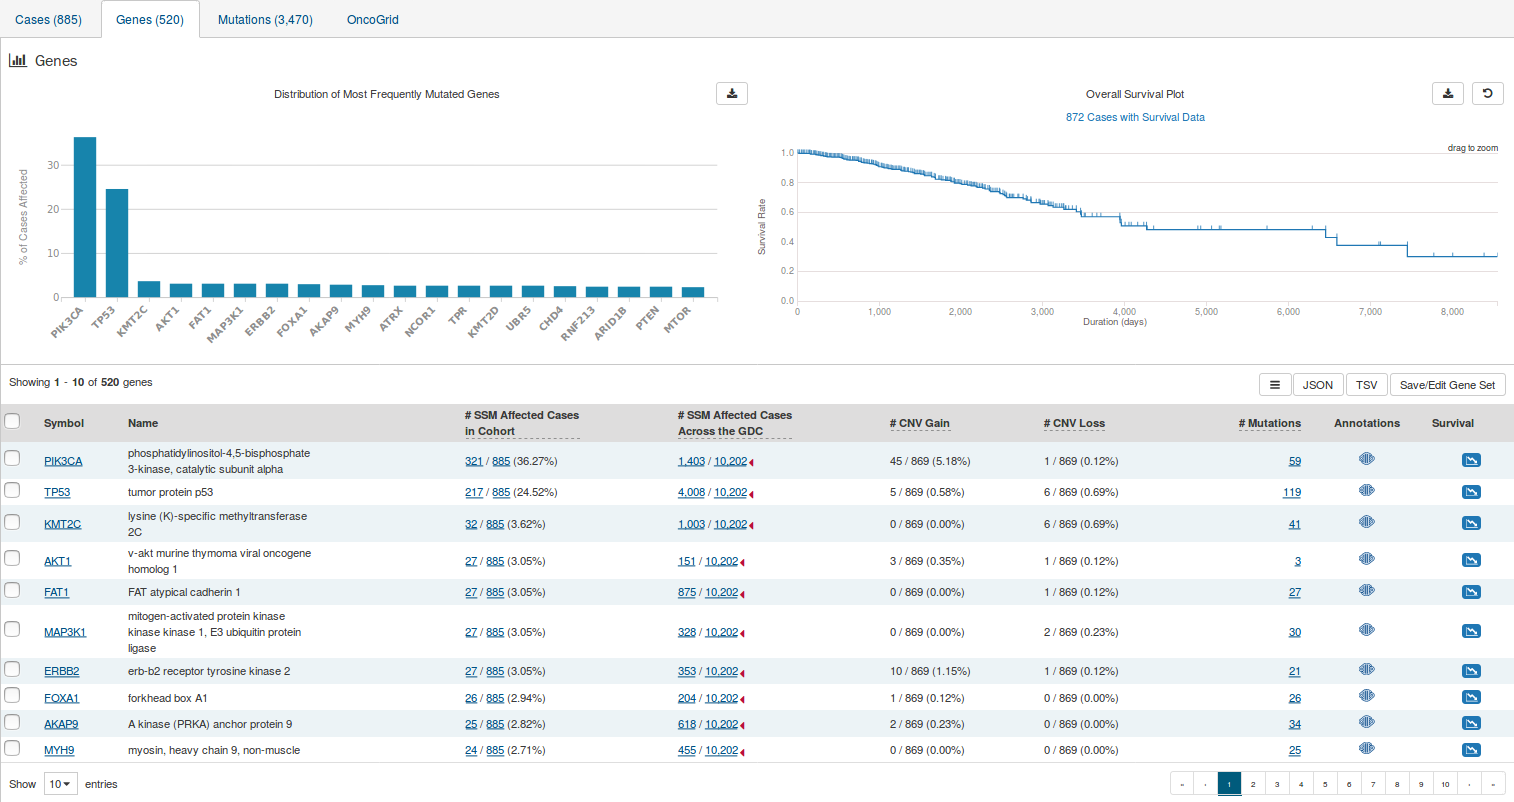 Cases (885) Genes (520) Mutations (3,470) OncoGrid
Genes
Distribution of Most Frequently Mutated Genes
% of Cases Affected
30
20
10
0
PIK3CA TP53 KMT2C AKT1 FAT1 MAP3K1 ERBB2 FOXA1 AKAP9 MYH9 ATRX NCOR1 TPR KMT2D UBR5 CHD4 RNF213 ARID1B PTEN MTOR
Overall Survival Plot
872 Cases with Survival Data
drag to zoom
Survival Rate
1.0
0.8
0.6
0.4
0.2
0.0
0 1,000 2,000 3,000 4,000 5,000 6,000 7,000 8,000
Duration (days)
Showing 1 - 10 of 520 genes
JSON TSV Save/Edit Gene Set
Symbol Name # SSM Affected Cases in Cohort # SSM Affected Cases Across the GDC # CNV Gain # CNV Loss # Mutations Annotations Survival
PIK3CA phosphatidylinositol-4,5-bisphosphate 3-kinase, catalytic subunit alpha 321 / 885 (36.27%) 1,403 / 10,202 45 / 869 (5.18%) 1 / 869 (0.12%) 59
TP53 tumor protein p53 217 / 885 (24.52%) 4,008 / 10,202 5 / 869 (0.58%) 6 / 869 (0.69%) 119
KMT2C lysine (K)-specific methyltransferase 2C 32 / 885 (3.62%) 1,003 / 10,202 0 / 869 (0.00%) 6 / 869 (0.69%) 41
AKT1 v-akt murine thymoma viral oncogene homolog 1 27 / 885 (3.05%) 151 / 10,202 3 / 869 (0.35%) 1 / 869 (0.12%) 3
FAT1 FAT atypical cadherin 1 27 / 885 (3.05%) 875 / 10,202 0 / 869 (0.00%) 1 / 869 (0.12%) 27
MAP3K1 mitogen-activated protein kinase kinase kinase 1, E3 ubiquitin protein ligase 27 / 885 (3.05%) 328 / 10,202 0 / 869 (0.00%) 2 / 869 (0.23%) 30
ERBB2 erb-b2 receptor tyrosine kinase 2 27 / 885 (3.05%) 353 / 10,202 10 / 869 (1.15%) 1 / 869 (0.12%) 21
FOXA1 forkhead box A1 26 / 885 (2.94%) 204 / 10,202 1 / 869 (0.12%) 0 / 869 (0.00%) 26
AKAP9 A kinase (PRKA) anchor protein 9 25 / 885 (2.82%) 618 / 10,202 2 / 869 (0.23%) 0 / 869 (0.00%) 34
MYH9 myosin, heavy chain 9, non-muscle 24 / 885 (2.71%) 455 / 10,202 0 / 869 (0.00%) 0 / 869 (0.00%) 25
Show 10 entries
« ‹ 1 2 3 4 5 6 7 8 9 10 › »